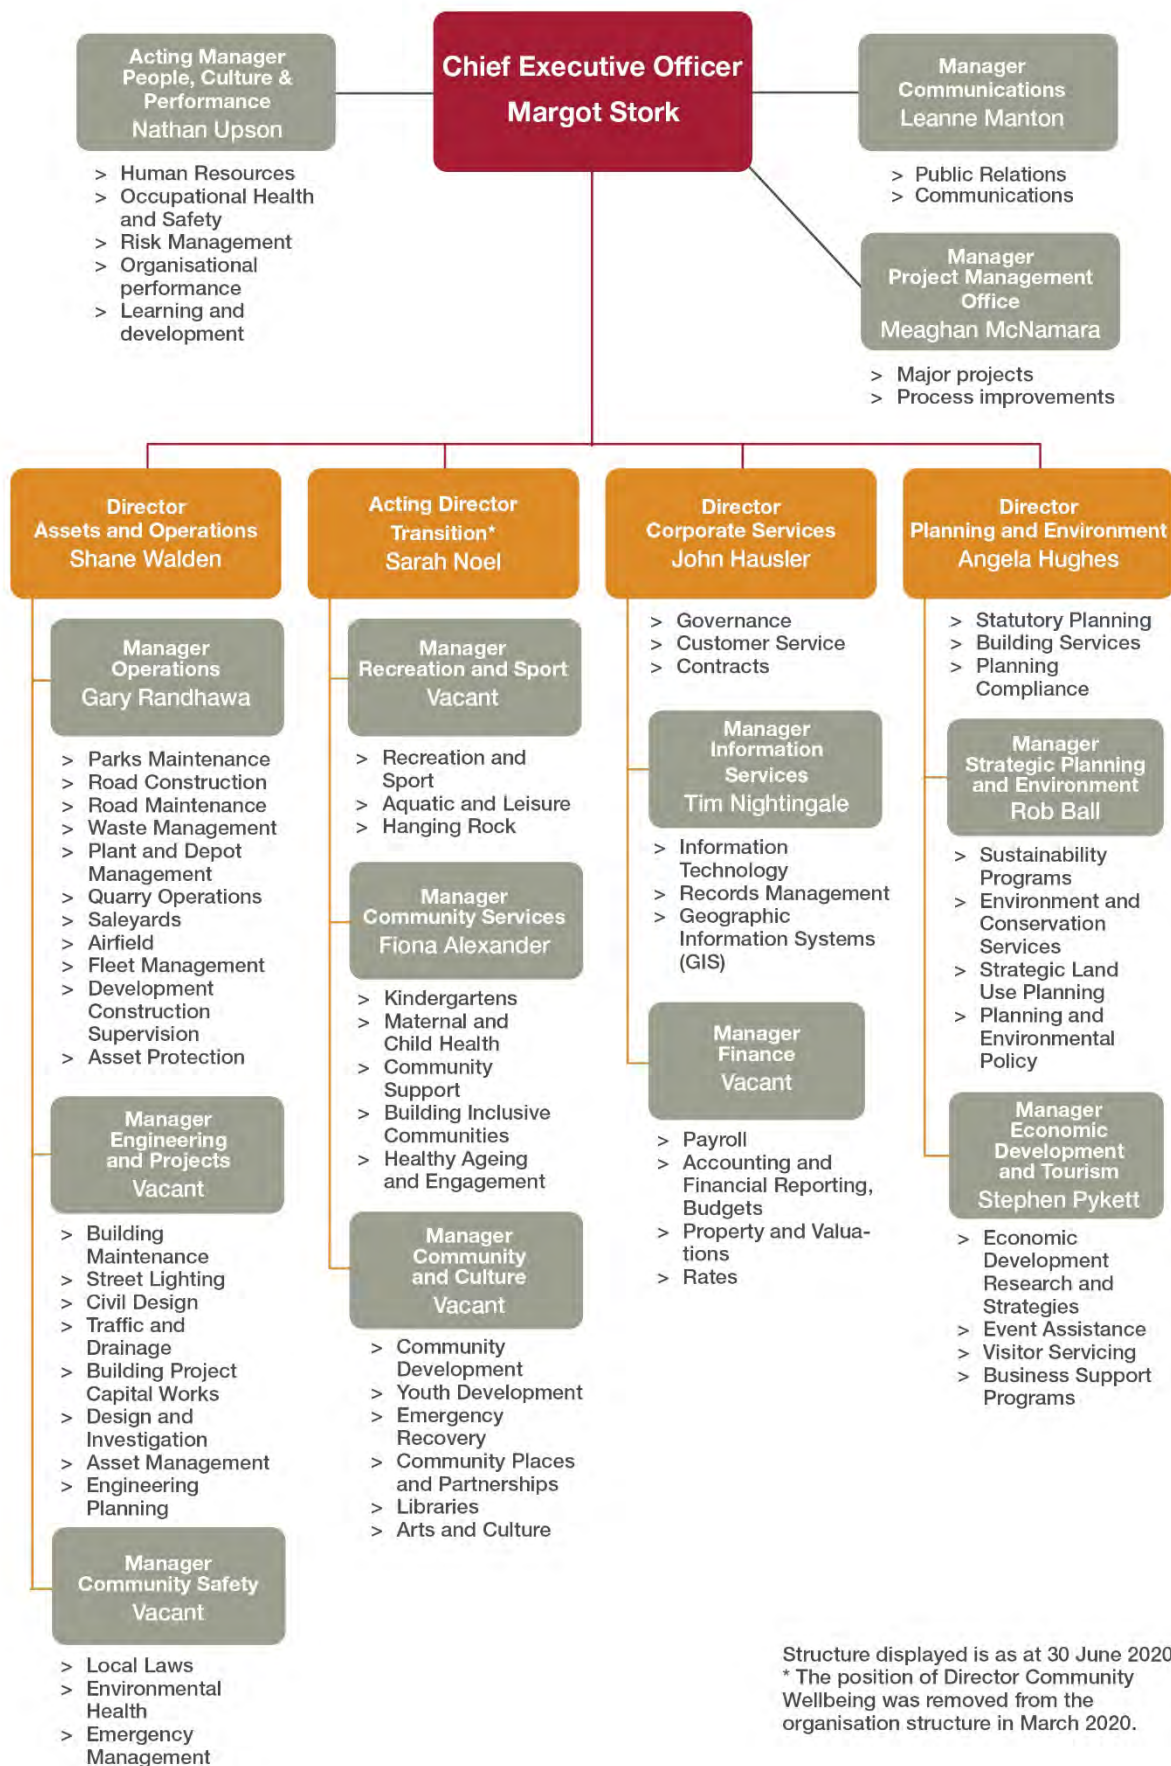 Acting Manager
People, Culture &
Performance
Nathan Upson
> Human Resources
> Occupational Health
and Safety
> Risk Management
> Organisational
performance
> Learning and
development
Chief Executive Officer
Margot Stork
Manager
Communications
Leanne Manton
> Public Relations
> Communications
Manager
Project Management
Office
Meaghan McNamara
> Major projects
> Process improvements
Director
Assets and Operations
Shane Walden
Manager
Operations
Gary Randhawa
> Parks Maintenance
> Road Construction
> Road Maintenance
> Waste Management
> Plant and Depot
Management
> Quarry Operations
> Saleyards
> Airfield
> Fleet Management
> Development
Construction
Supervision
> Asset Protection
Manager
Engineering
and Projects
Vacant
> Building
Maintenance
> Street Lighting
> Civil Design
> Traffic and
Drainage
> Building Project
Capital Works
> Design and
Investigation
> Asset Management
> Engineering
Planning
Manager
Community Safety
Vacant
> Local Laws
> Environmental
Health
> Emergency
Management
Acting Director
Transition*
Sarah Noel
Manager
Recreation and Sport
Vacant
> Recreation and
Sport
> Aquatic and Leisure
> Hanging Rock
Manager
Community Services
Fiona Alexander
> Kindergartens
> Maternal and
Child Health
> Community
Support
> Building Inclusive
Communities
> Healthy Ageing
and Engagement
Manager
Community
and Culture
Vacant
> Community
Development
> Youth Development
> Emergency
Recovery
> Community Places
and Partnerships
> Libraries
> Arts and Culture
Director
Corporate Services
John Hausler
> Governance
> Customer Service
> Contracts
Manager
Information
Services
Tim Nightingale
> Information
Technology
> Records Management
> Geographic
Information Systems
(GIS)
Manager
Finance
Vacant
> Payroll
> Accounting and
Financial Reporting,
Budgets
> Property and Valua-
tions
> Rates
Director
Planning and Environment
Angela Hughes
> Statutory Planning
> Building Services
> Planning
Compliance
Manager
Strategic Planning
and Environment
Rob Ball
> Sustainability
Programs
> Environment and
Conservation
Services
> Strategic Land
Use Planning
> Planning and
Environmental
Policy
Manager
Economic
Development
and Tourism
Stephen Pykett
> Economic
Development
Research and
Strategies
> Event Assistance
> Visitor Servicing
> Business Support
Programs
Structure displayed is as at 30 June 2020
* The position of Director Community
Wellbeing was removed from the
organisation structure in March 2020.